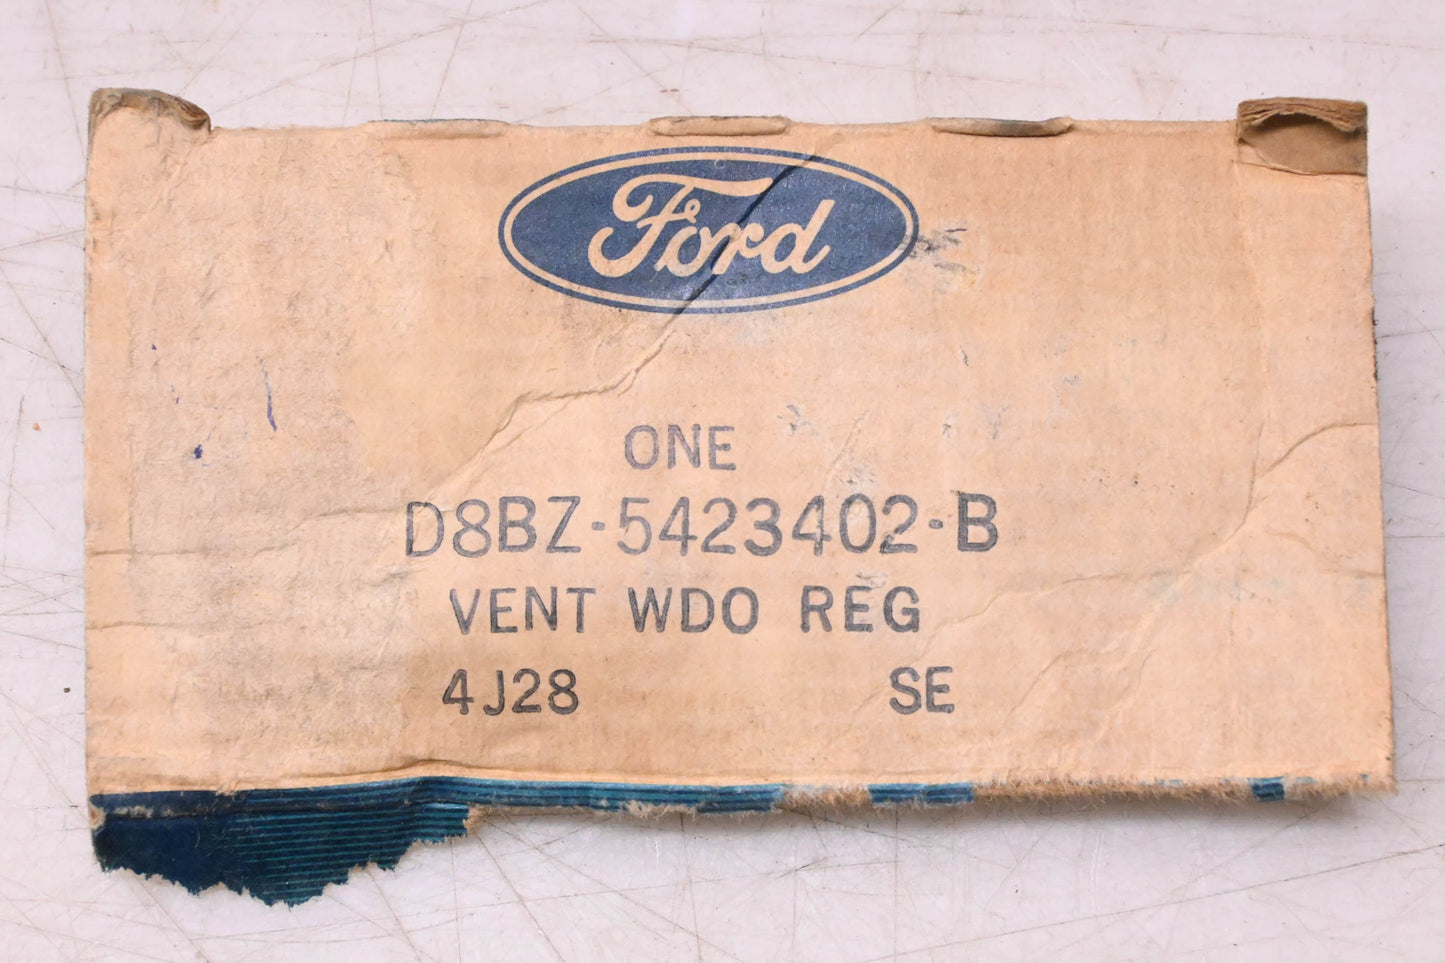 Ford
ONE
D8BZ-5423402-B
VENT WDO REG
4J28 SE